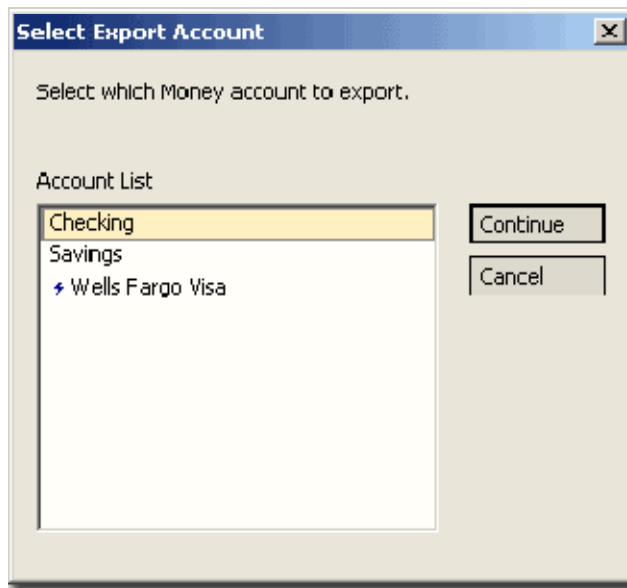 Select Export Account
Select which Money account to export.
Account List
Checking
Savings
Wells Fargo Visa
Continue
Cancel